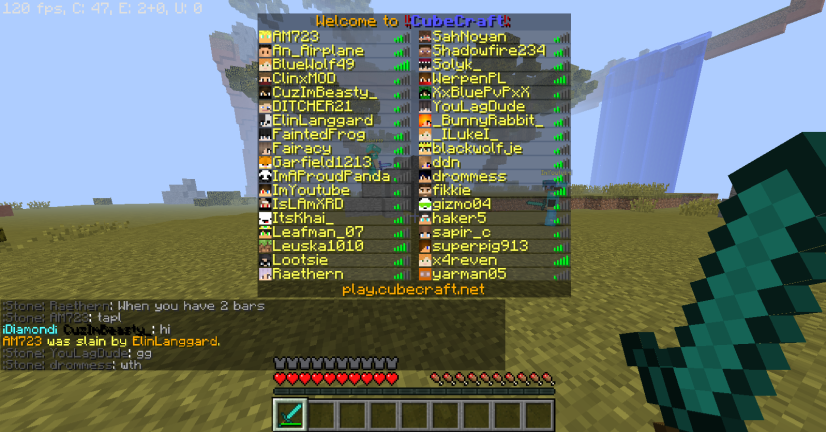 120 fps, C: 47, E: 2+0, U: 0
Welcome to CubeCraft
AM723
An_Airplane
BlueWolf49
ClinxMOD
CuzImBeasty_
DITCHER21
ElinLanggard
FaintedFrog
Fairacy
Garfield1213
ImAProudPanda
ImYoutube
IsLAmXRD
ItsKhai_
Leafman_07
Leuska1010
Lootsie
Raethern
SahNoyan
Shadowfire234
Solyk_
WerpenPL
XxBluePvPxX
YouLagDude
_BunnyRabbit_
_ILukeI_
blackwolfje
ddn
drommess
fikkie
gizmo04
haker5
sapir_c
superpig913
x4reven
yarman05
play.cubecraft.net
Stone: Raethern: When you have 2 bars
Stone: AM723: tapl
iDiamondi CuzImBeasty_: hi
AM723 was slain by ElinLanggard.
Stone: YouLagDude: gg
Stone: drommess: wth